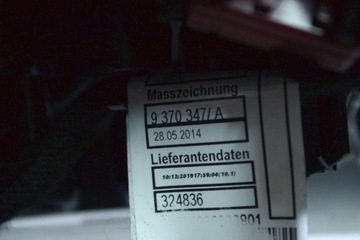 Masszeichnung
9 370 347/ A
28.05.2014
Lieferantendaten
324836